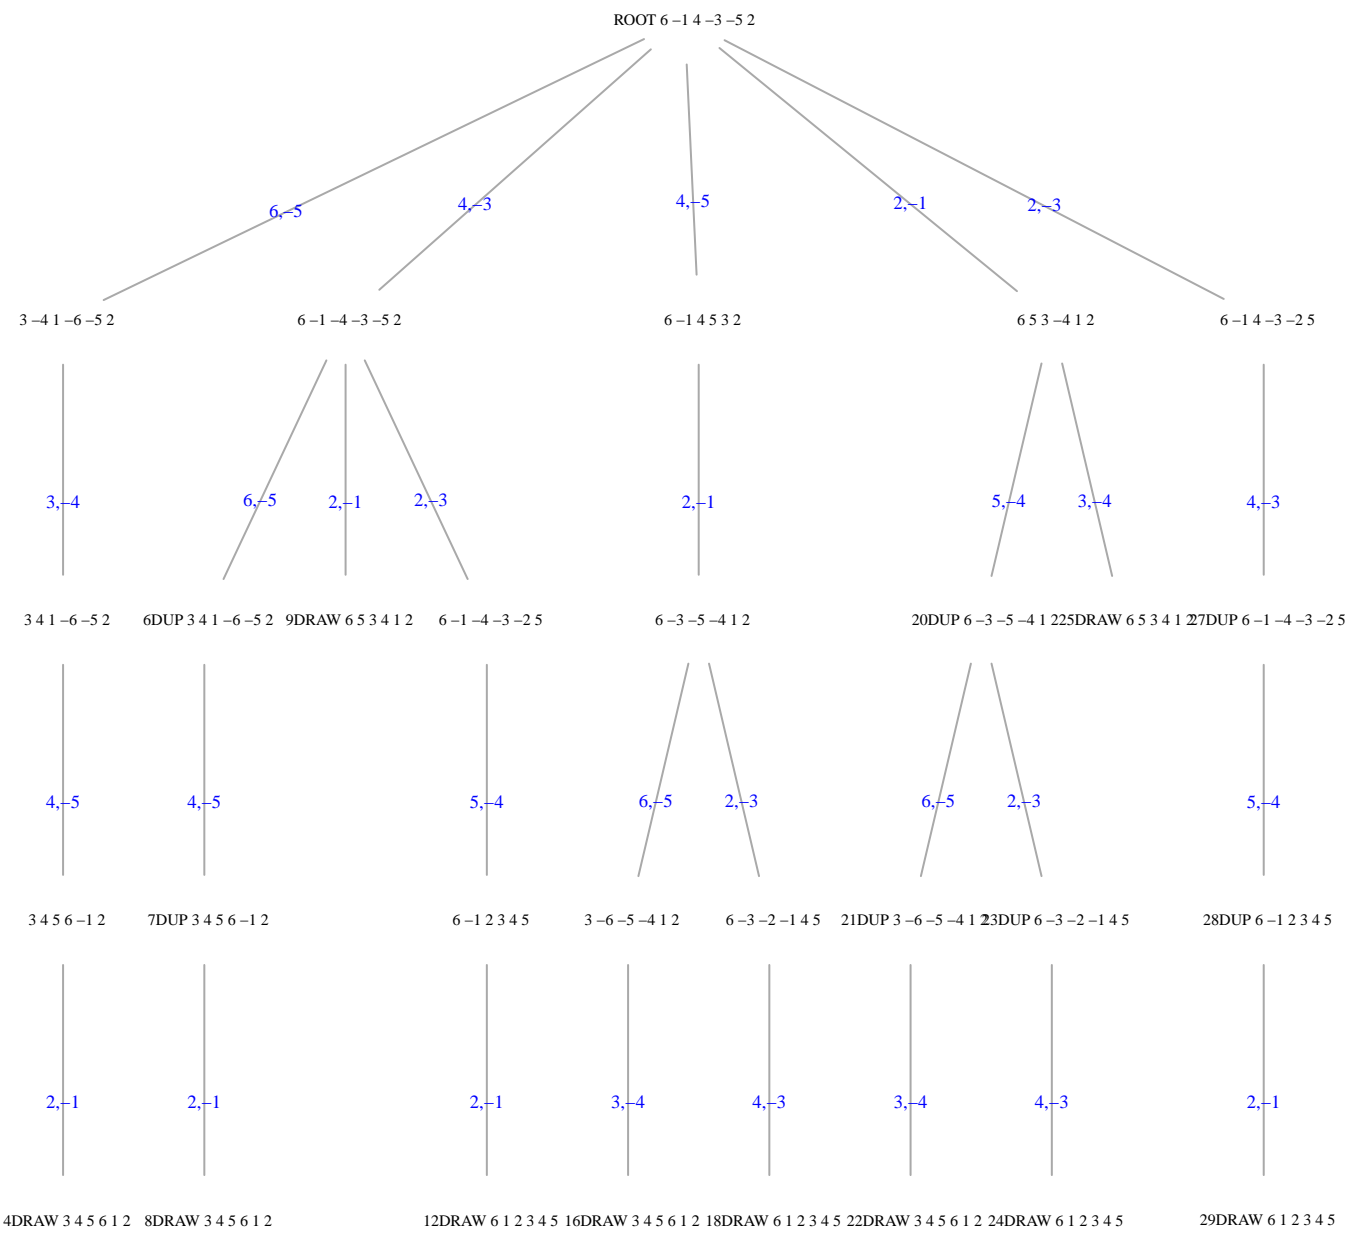 ROOT 6 –1 4 –3 –5 2
6,–5
4,–3
4,–5
2,–1
2,–3
3 –4 1 –6 –5 2
6 –1 –4 –3 –5 2
6 –1 4 5 3 2
6 5 3 –4 1 2
6 –1 4 –3 –2 5
3,–4
6,–5
2,–1
2,–3
2,–1
5,–4
3,–4
4,–3
3 4 1 –6 –5 2
6DUP 3 4 1 –6 –5 2
9DRAW 6 5 3 4 1 2
6 –1 –4 –3 –2 5
6 –3 –5 –4 1 2
20DUP 6 –3 –5 –4 1 2
25DRAW 6 5 3 4 1 2
27DUP 6 –1 –4 –3 –2 5
4,–5
4,–5
5,–4
6,–5
2,–3
6,–5
2,–3
5,–4
3 4 5 6 –1 2
7DUP 3 4 5 6 –1 2
6 –1 2 3 4 5
3 –6 –5 –4 1 2
6 –3 –2 –1 4 5
21DUP 3 –6 –5 –4 1 2
23DUP 6 –3 –2 –1 4 5
28DUP 6 –1 2 3 4 5
2,–1
2,–1
2,–1
3,–4
4,–3
3,–4
4,–3
2,–1
4DRAW 3 4 5 6 1 2
8DRAW 3 4 5 6 1 2
12DRAW 6 1 2 3 4 5
16DRAW 3 4 5 6 1 2
18DRAW 6 1 2 3 4 5
22DRAW 3 4 5 6 1 2
24DRAW 6 1 2 3 4 5
29DRAW 6 1 2 3 4 5